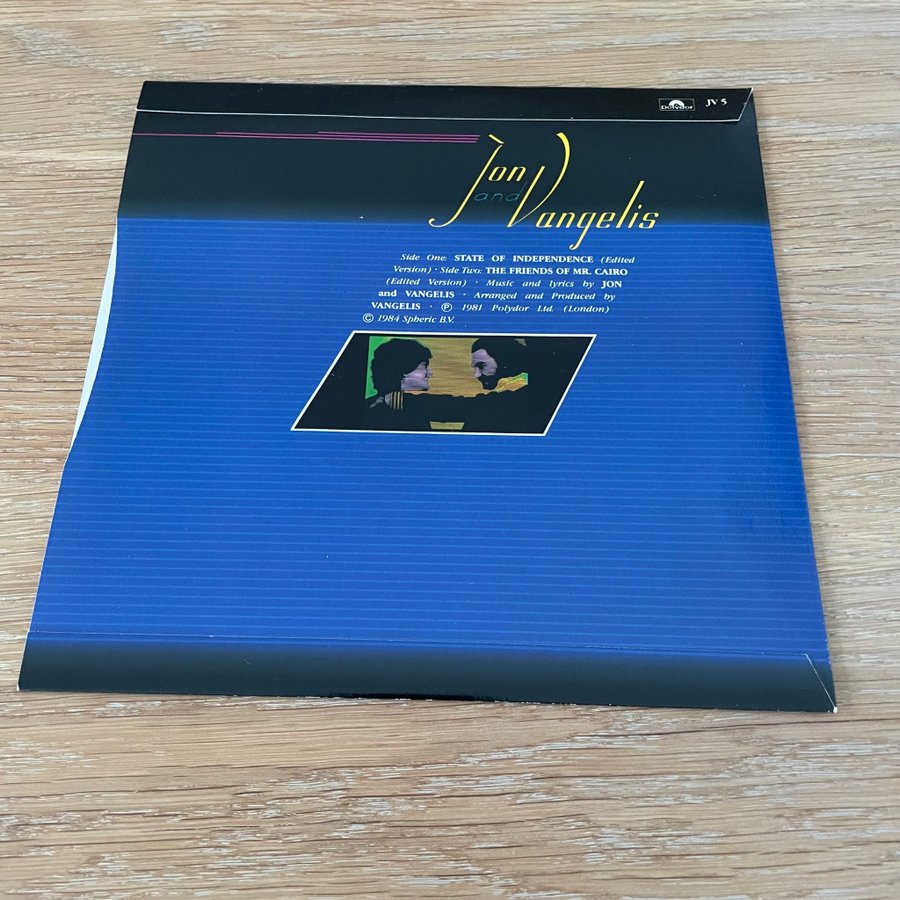 polydor JV 5
Jon
and
Vangelis
Side One: STATE OF INDEPENDENCE (Edited
Version) · Side Two: THE FRIENDS OF MR. CAIRO
(Edited Version) · Music and lyrics by JON
and VANGELIS · Arranged and Produced by
VANGELIS · ℗ 1981 Polydor Ltd. (London)
© 1984 Spheric B.V.